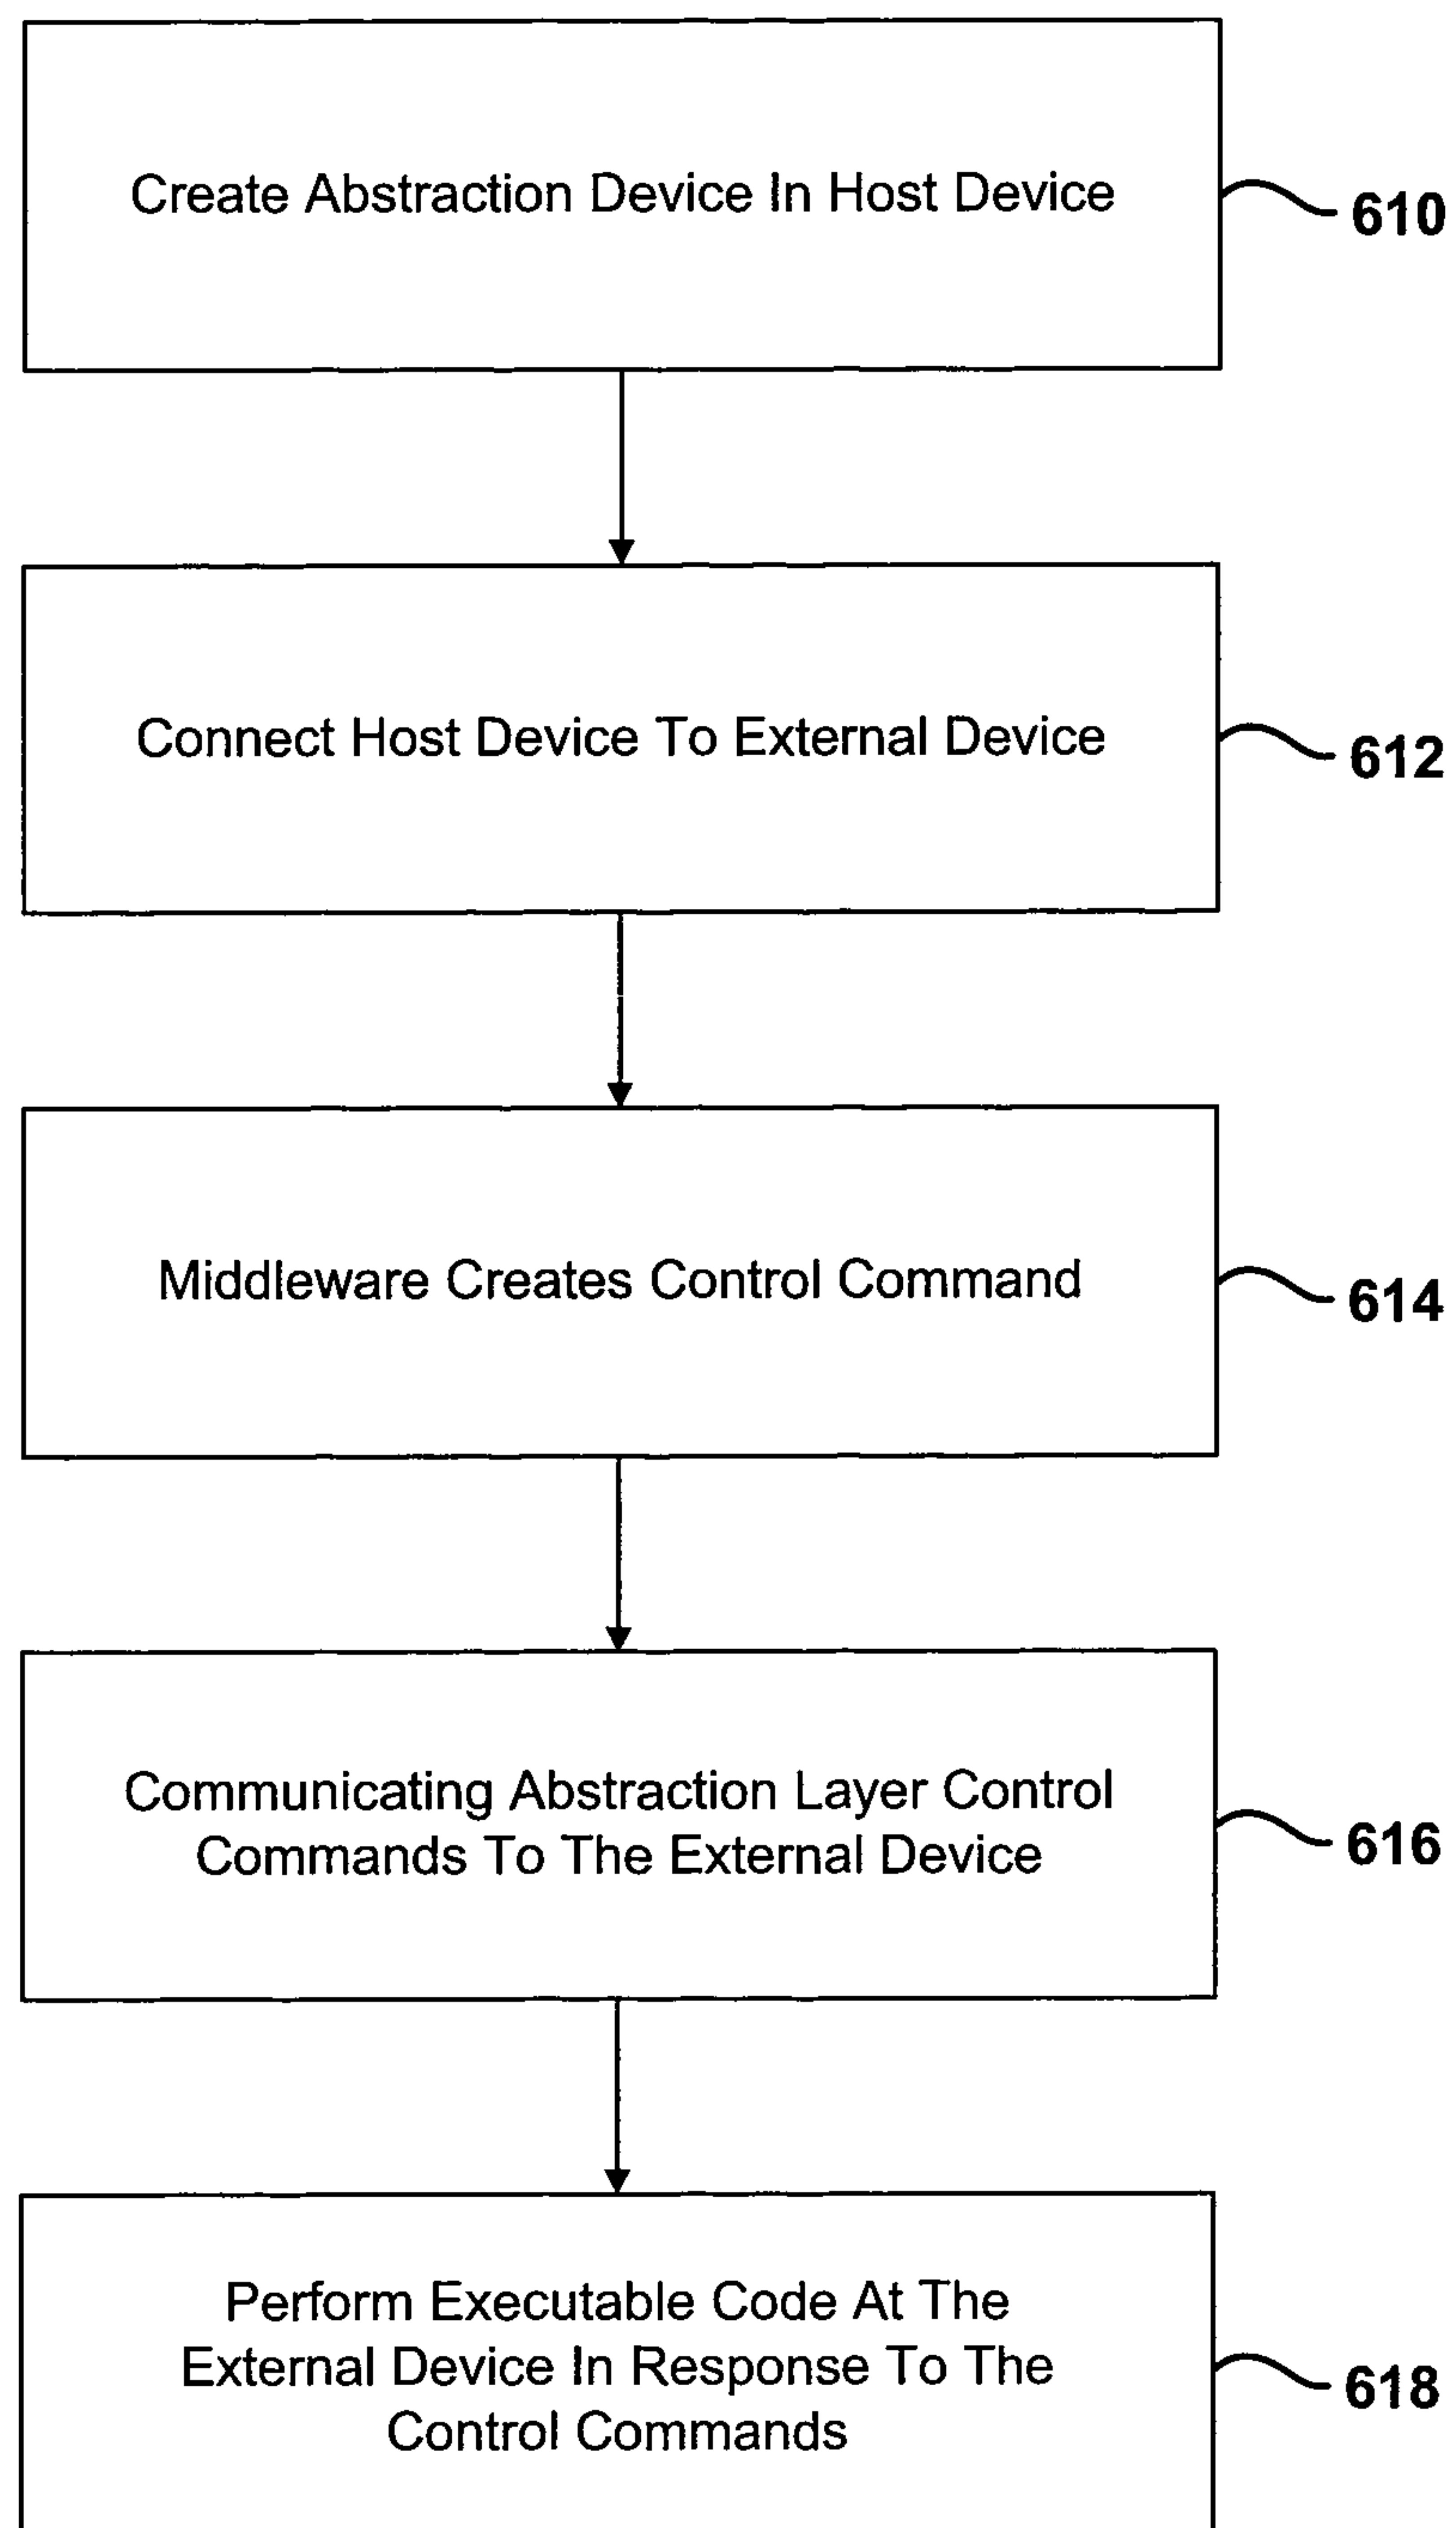 Create Abstraction Device In Host Device
610
Connect Host Device To External Device
612
Middleware Creates Control Command
614
Communicating Abstraction Layer Control
Commands To The External Device
616
Perform Executable Code At The
External Device In Response To The
Control Commands
618